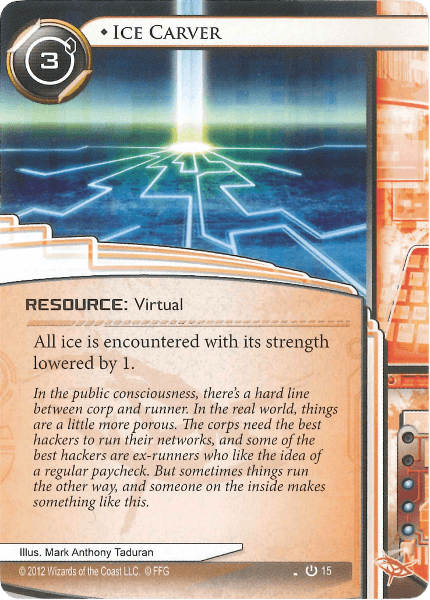 3
◆ ICE CARVER
RESOURCE: Virtual
All ice is encountered with its strength
lowered by 1.
In the public consciousness, there's a hard line
between corp and runner. In the real world, things
are a little more porous. The corps need the best
hackers to run their networks, and some of the
best hackers are ex-runners who like the idea of
a regular paycheck. But sometimes things run
the other way, and someone on the inside makes
something like this.
Illus. Mark Anthony Taduran
© 2012 Wizards of the Coast LLC. © FFG
15